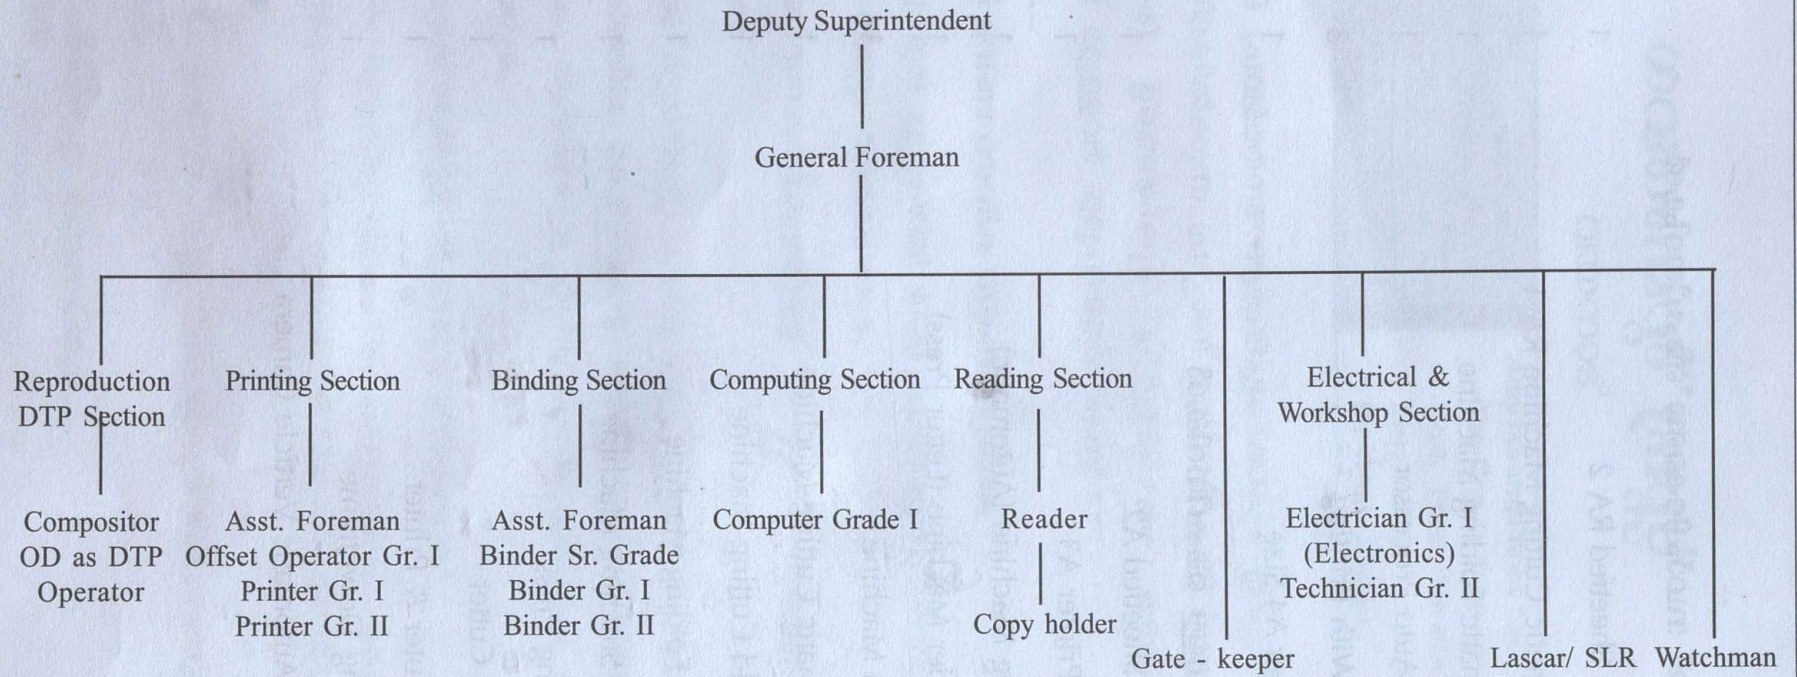 Deputy Superintendent
General Foreman
Reproduction
DTP Section
Printing Section
Binding Section
Computing Section
Reading Section
Electrical &
Workshop Section
Compositor
OD as DTP
Operator
Asst. Foreman
Offset Operator Gr. I
Printer Gr. I
Printer Gr. II
Asst. Foreman
Binder Sr. Grade
Binder Gr. I
Binder Gr. II
Computer Grade I
Reader
Copy holder
Gate - keeper
Electrician Gr. I
(Electronics)
Technician Gr. II
Lascar/ SLR
Watchman